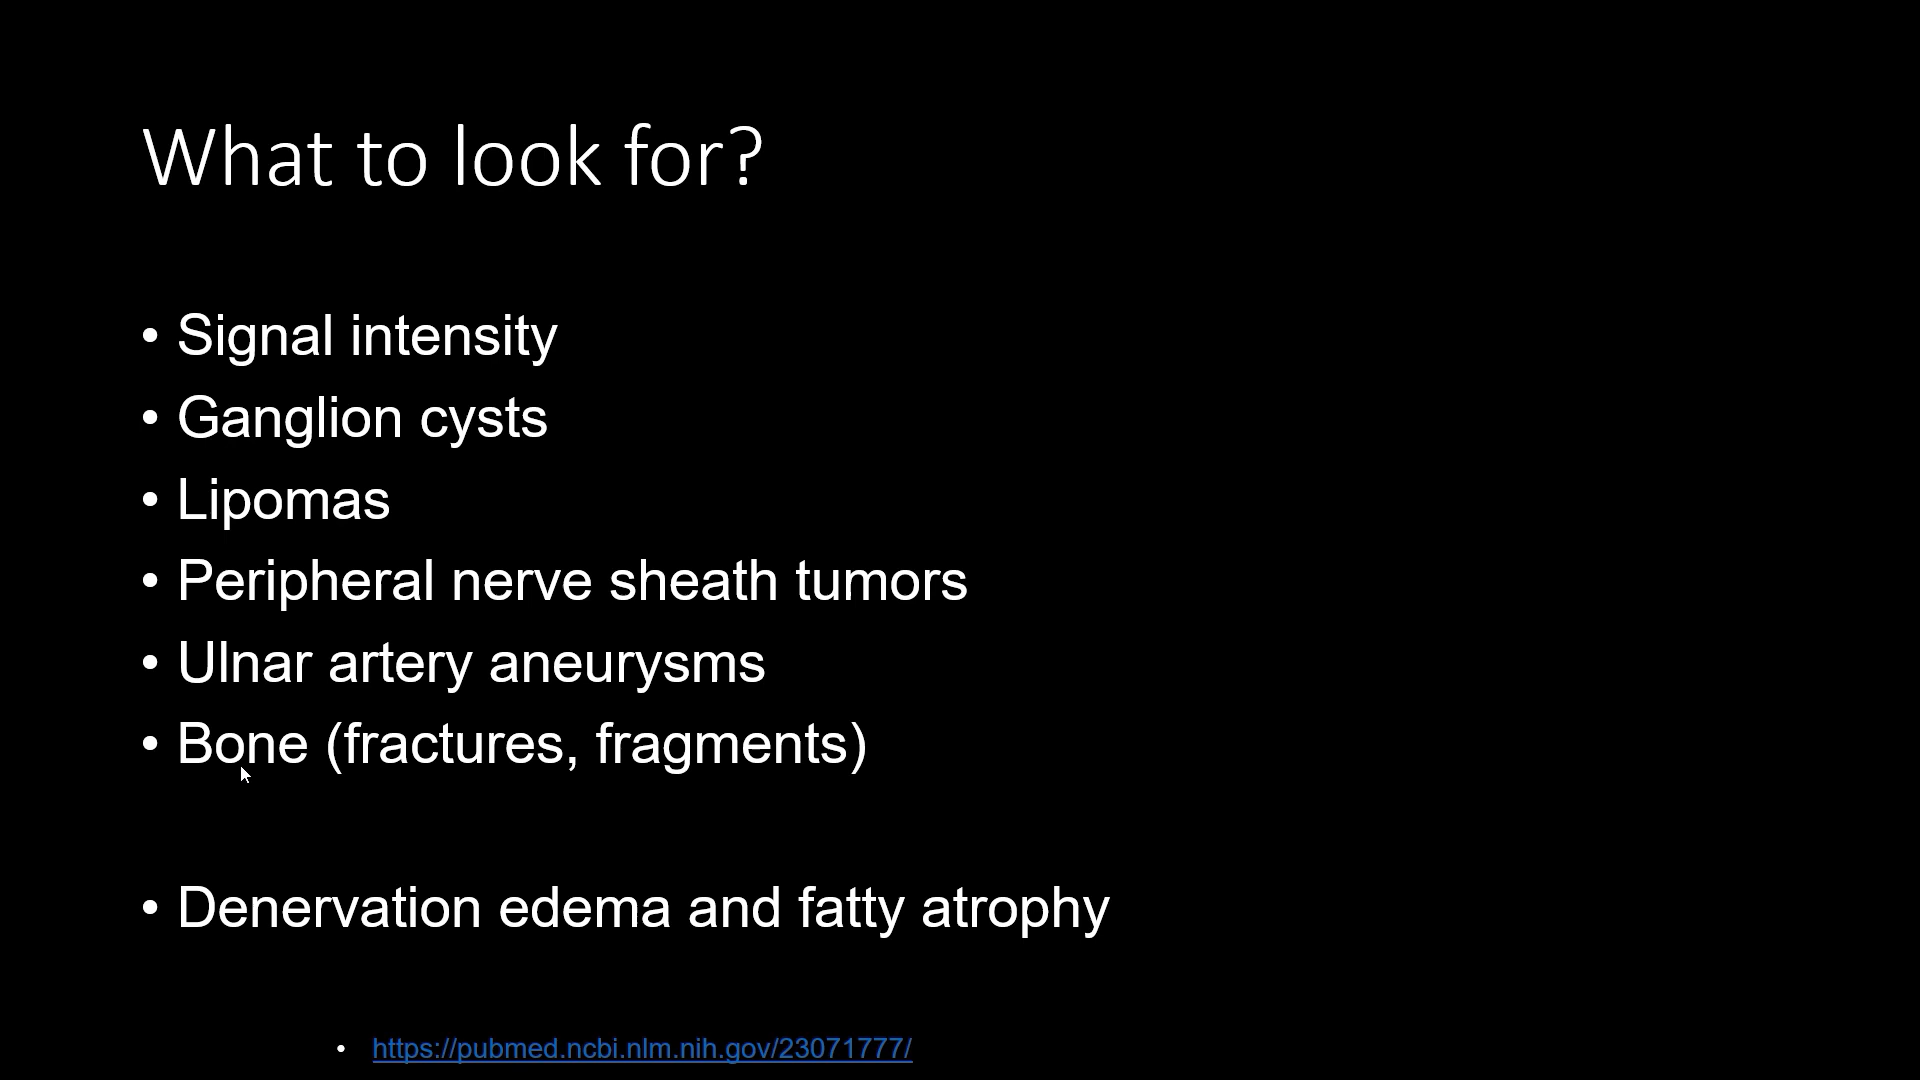 What to look for?
• Signal intensity
• Ganglion cysts
• Lipomas
• Peripheral nerve sheath tumors
• Ulnar artery aneurysms
• Bone (fractures, fragments)
• Denervation edema and fatty atrophy
• https://pubmed.ncbi.nlm.nih.gov/23071777/